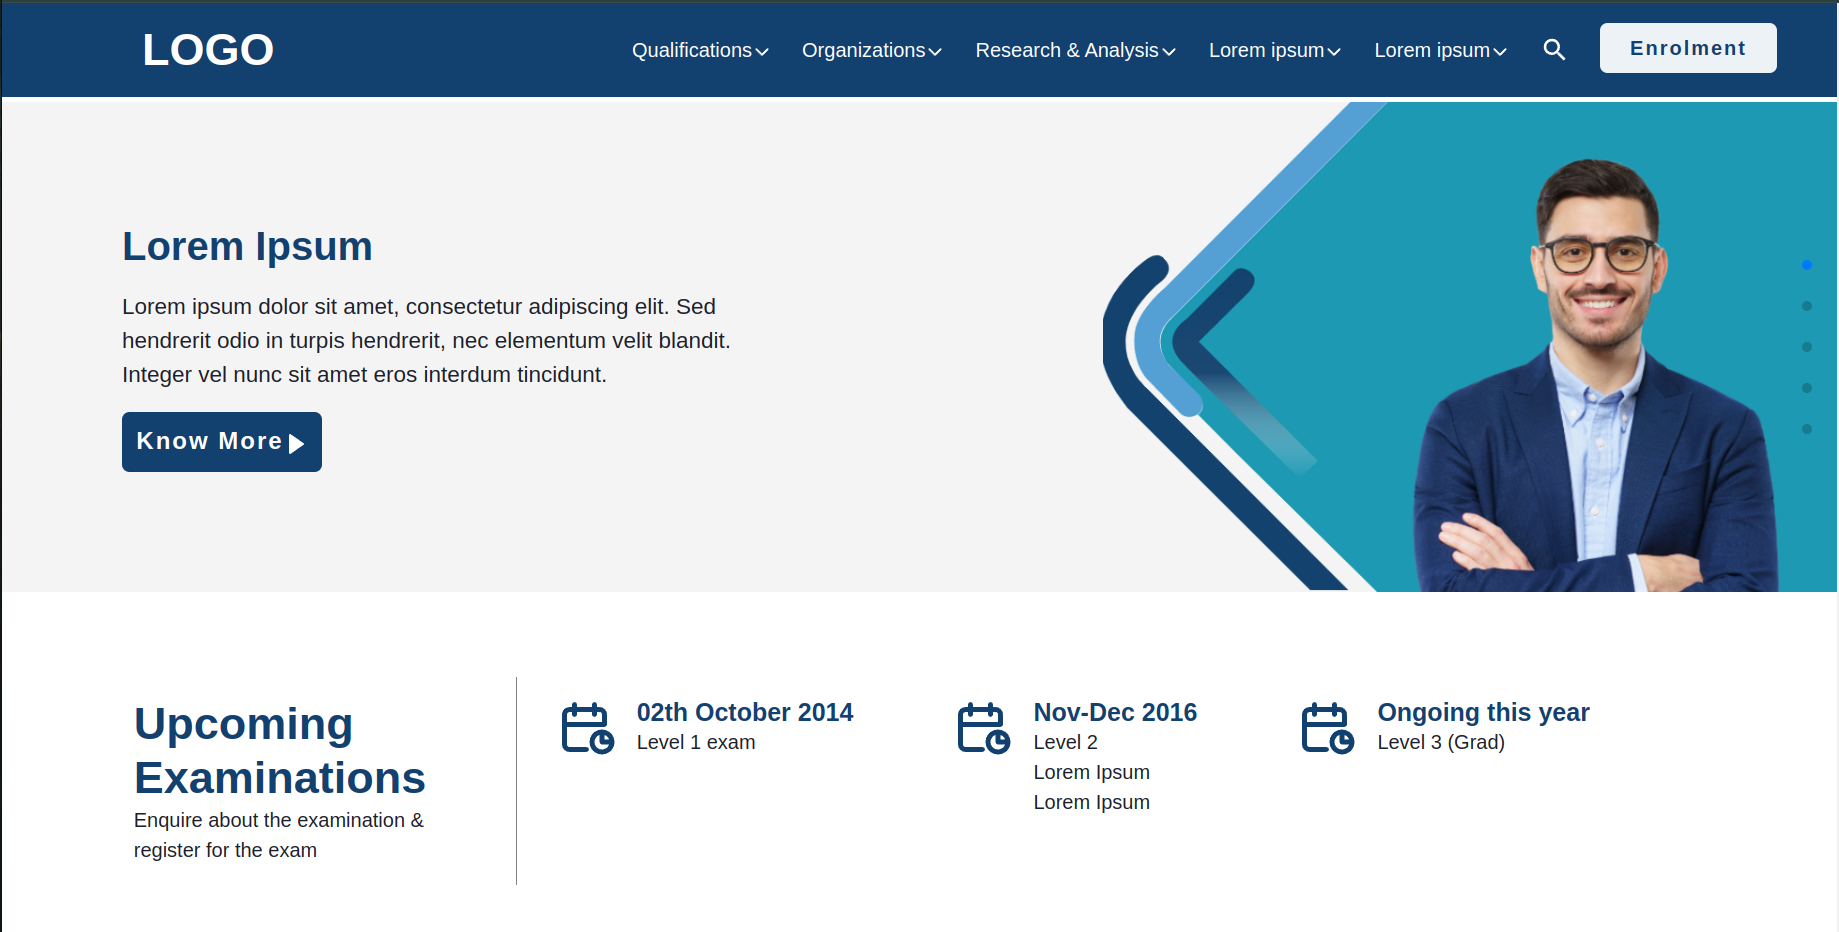 LOGO
Qualifications Organizations Research & Analysis Lorem ipsum Lorem ipsum Enrolment
Lorem Ipsum
Lorem ipsum dolor sit amet, consectetur adipiscing elit. Sed
hendrerit odio in turpis hendrerit, nec elementum velit blandit.
Integer vel nunc sit amet eros interdum tincidunt.
Know More
Upcoming
Examinations
Enquire about the examination &
register for the exam
02th October 2014
Level 1 exam
Nov-Dec 2016
Level 2
Lorem Ipsum
Lorem Ipsum
Ongoing this year
Level 3 (Grad)